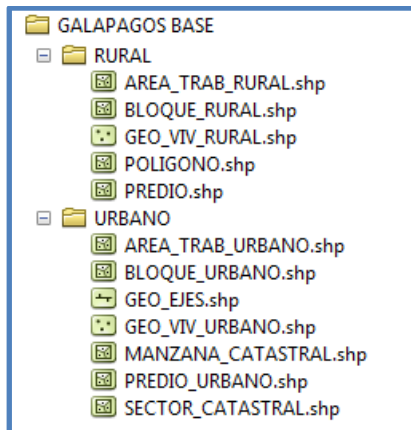 GALAPAGOS BASE
RURAL
AREA_TRAB_RURAL.shp
BLOQUE_RURAL.shp
GEO_VIV_RURAL.shp
POLIGONO.shp
PREDIO.shp
URBANO
AREA_TRAB_URBANO.shp
BLOQUE_URBANO.shp
GEO_EJES.shp
GEO_VIV_URBANO.shp
MANZANA_CATASTRAL.shp
PREDIO_URBANO.shp
SECTOR_CATASTRAL.shp